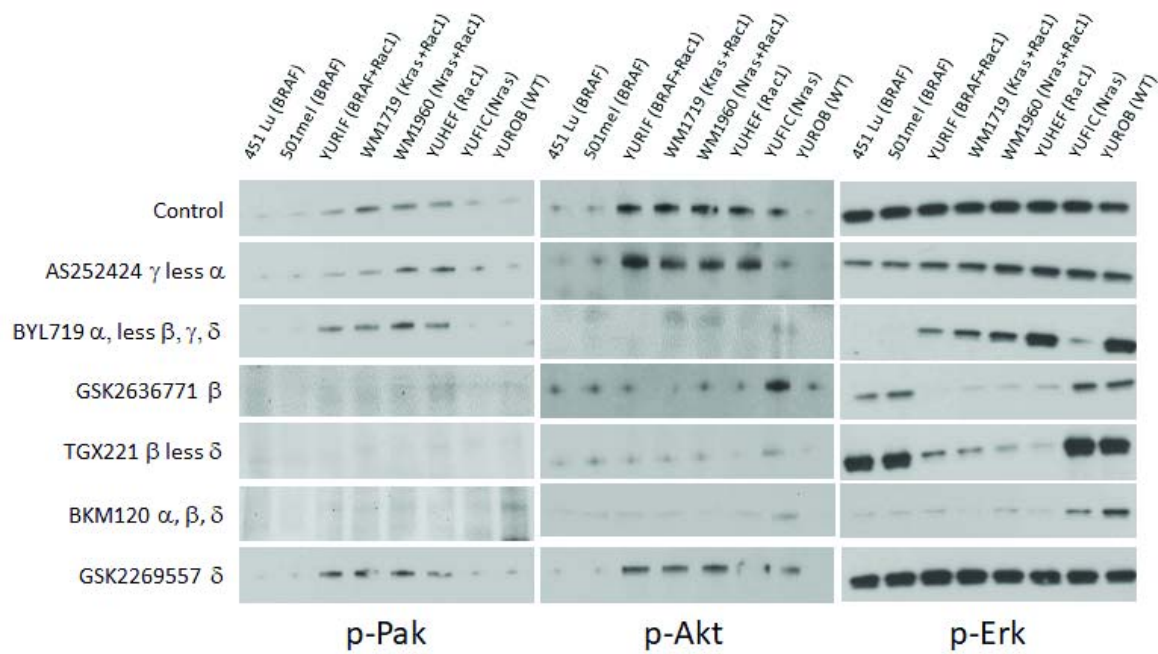 451 Lu (BRAF)
501mel (BRAF)
YURIF (BRAF+Rac1)
WM1719 (Kras+Rac1)
WM1960 (Nras+Rac1)
YUHEF (Rac1)
YUFIC (Nras)
YUROB (WT)
451 Lu (BRAF)
501mel (BRAF)
YURIF (BRAF+Rac1)
WM1719 (Kras+Rac1)
WM1960 (Nras+Rac1)
YUHEF (Rac1)
YUFIC (Nras)
YUROB (WT)
451 Lu (BRAF)
501mel (BRAF)
YURIF (BRAF+Rac1)
WM1719 (Kras+Rac1)
WM1960 (Nras+Rac1)
YUHEF (Rac1)
YUFIC (Nras)
YUROB (WT)
Control
AS252424 γ less α
BYL719 α, less β, γ, δ
GSK2636771 β
TGX221 β less δ
BKM120 α, β, δ
GSK2269557 δ
p-Pak p-Akt p-Erk